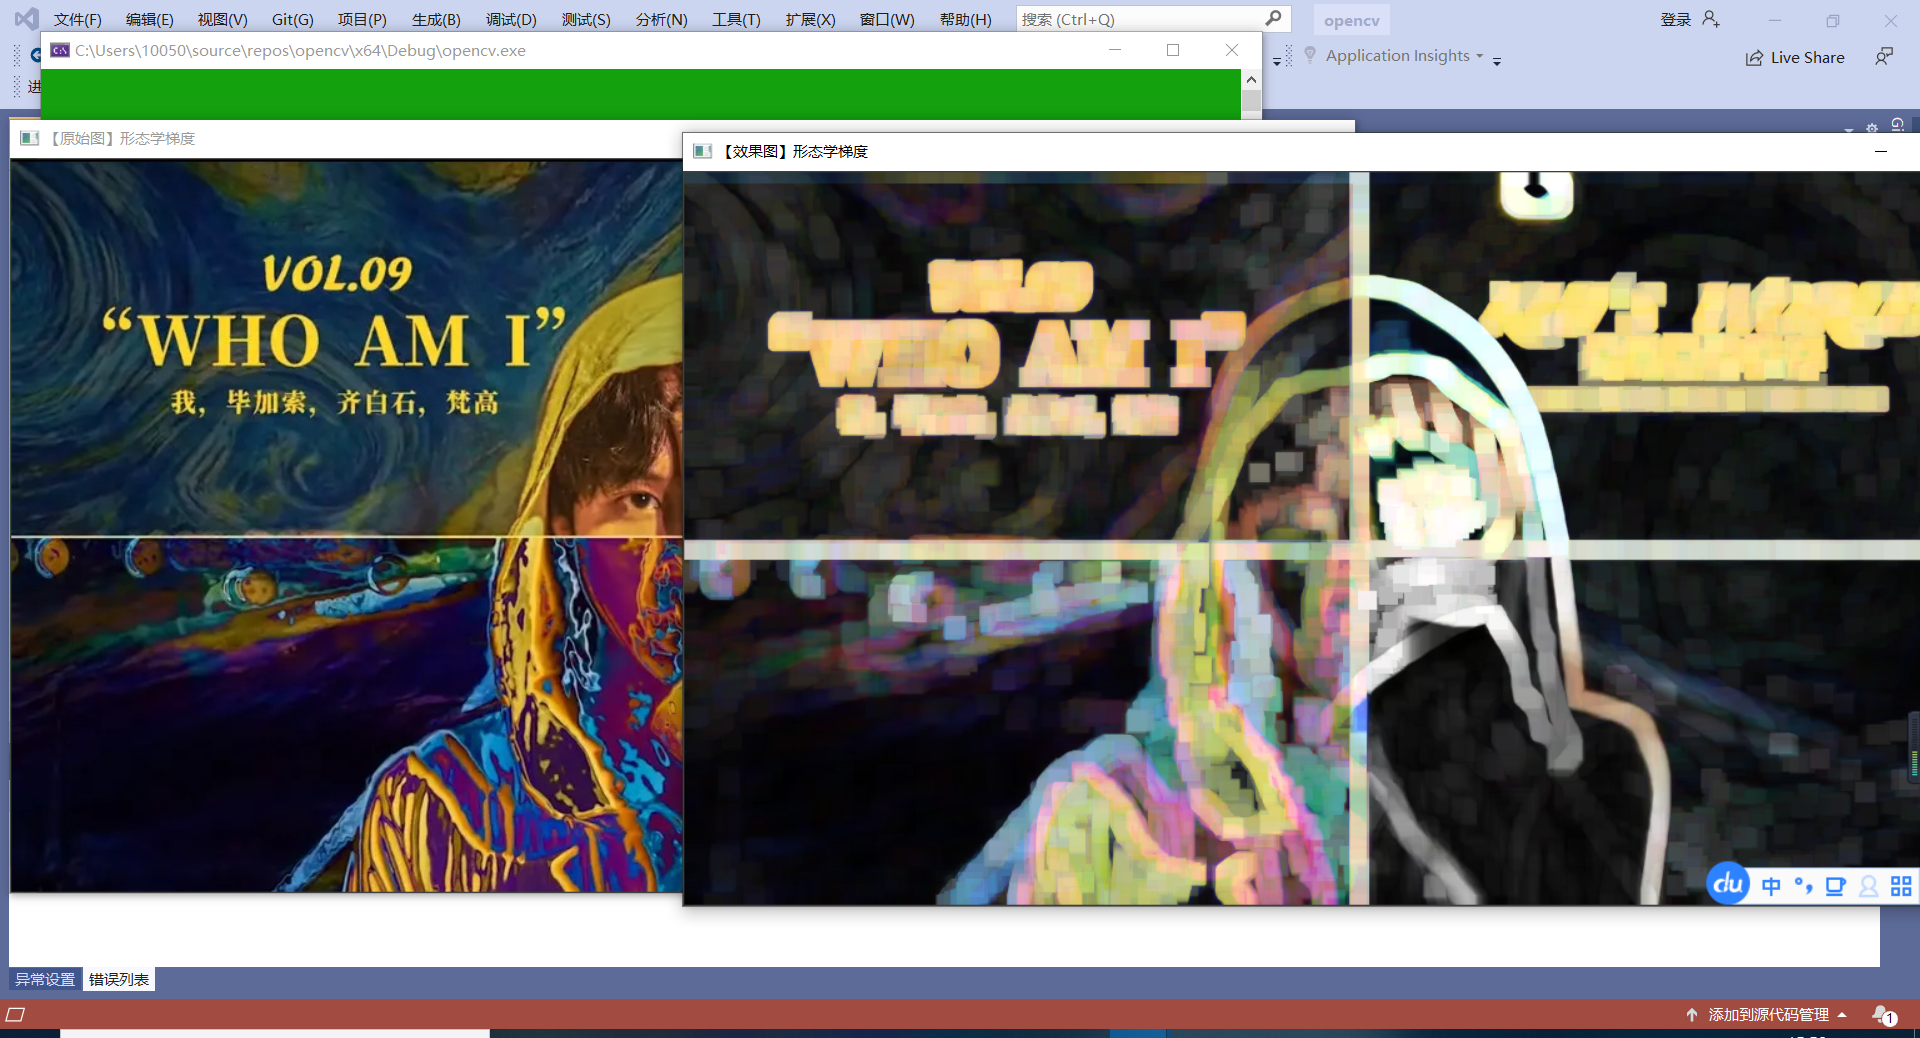 文件(F) 编辑(E) 视图(V) Git(G) 项目(P) 生成(B) 调试(D) 测试(S) 分析(N) 工具(T) 扩展(X) 窗口(W) 帮助(H) 搜索 (Ctrl+Q) opencv 登录
C:\Users\10050\source\repos\opencv\x64\Debug\opencv.exe
Application Insights Live Share
进
【原始图】形态学梯度
【效果图】形态学梯度
VOL.09
“WHO AM I”
我，毕加索，齐白石，梵高
“WHO AM I”
du 中
异常设置 错误列表
添加到源代码管理 1